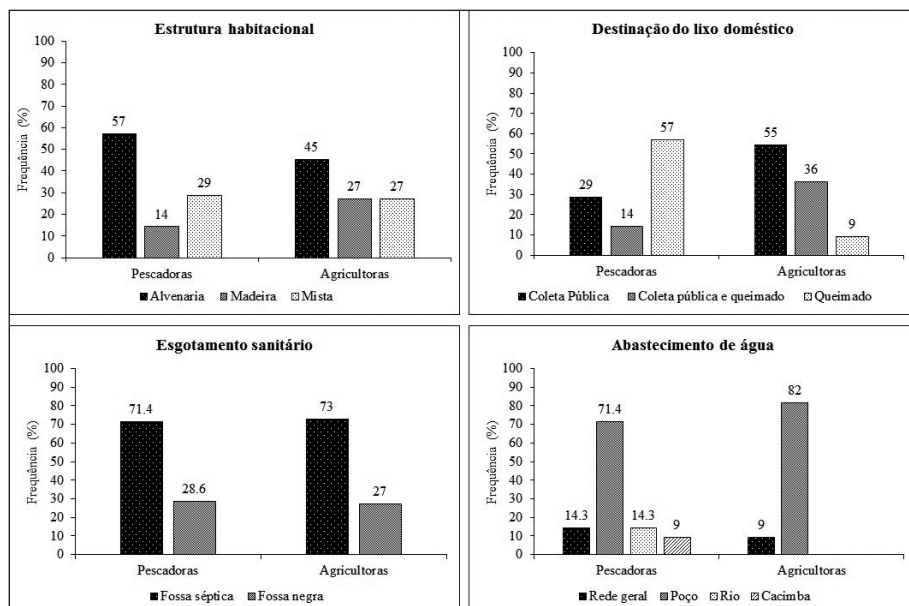 Estrutura habitacional
Frequência (%)
100
90
80
70
60
50
40
30
20
10
0
57
14
29
45
27
27
Pescadoras
Agricultoras
Alvenaria
Madeira
Mista
Destinação do lixo doméstico
Frequência (%)
100
90
80
70
60
50
40
30
20
10
0
29
14
57
55
36
9
Pescadoras
Agricultoras
Coleta Pública
Coleta pública e queimado
Queimado
Esgotamento sanitário
Frequência (%)
100
90
80
70
60
50
40
30
20
10
0
71.4
28.6
73
27
Pescadoras
Agricultoras
Fossa séptica
Fossa negra
Abastecimento de água
Frequência (%)
100
90
80
70
60
50
40
30
20
10
0
14.3
71.4
14.3
9
9
82
Pescadoras
Agricultoras
Rede geral
Poço
Rio
Cacimba